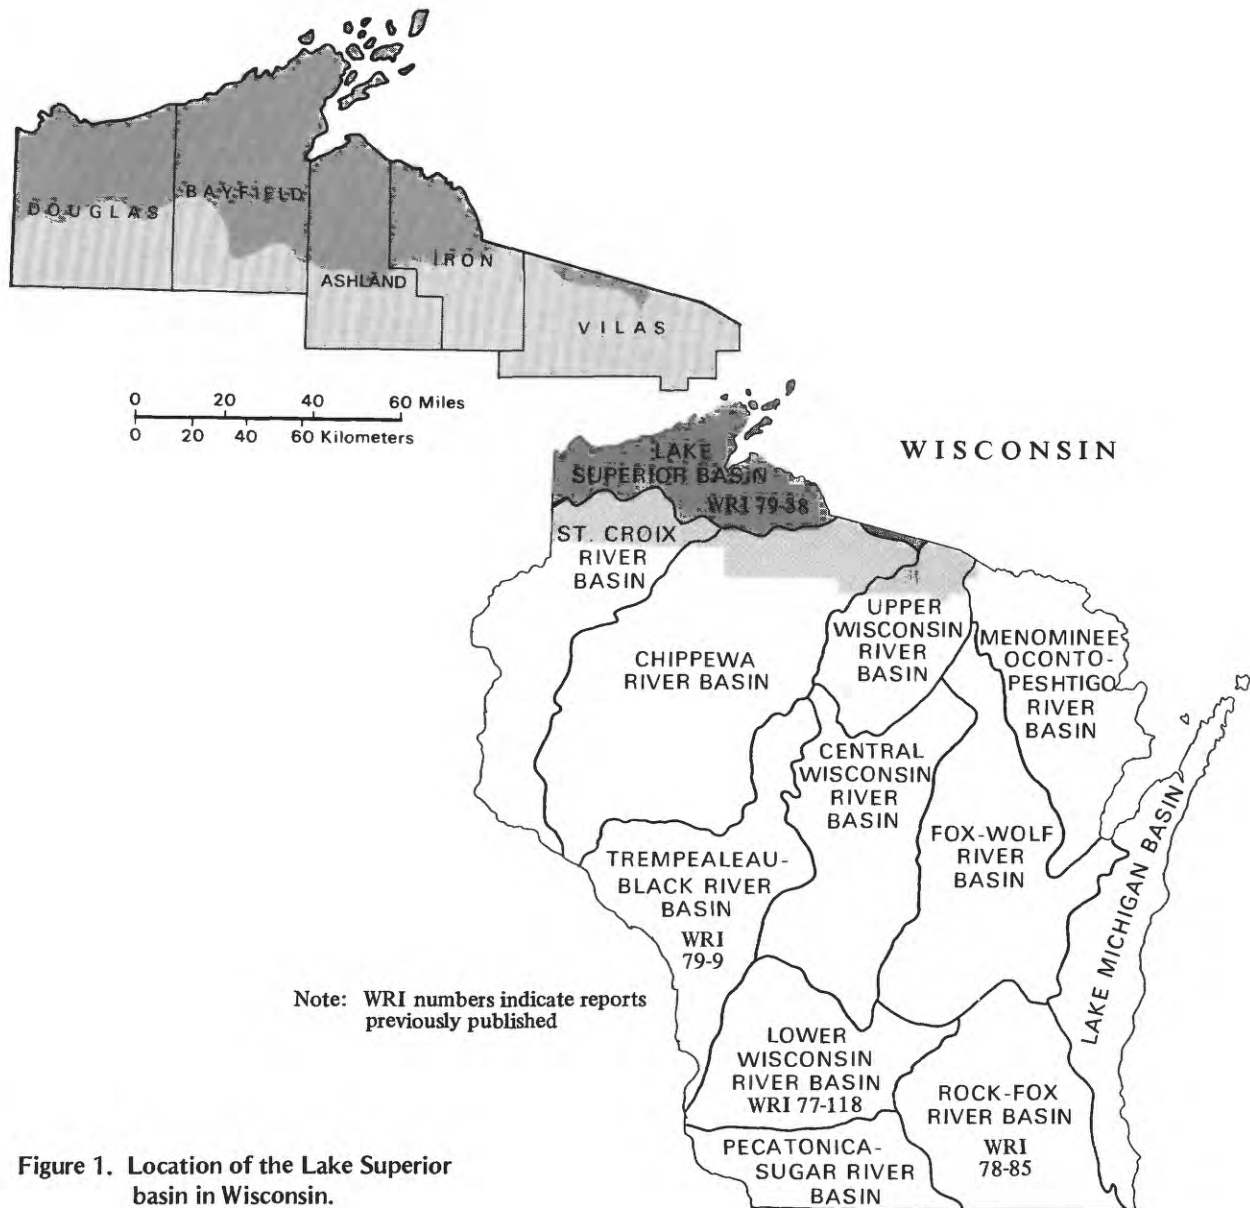 DOUGLAS
BAYFIELD
ASHLAND
IRON
VILAS
0 20 40 60 Miles
0 20 40 60 Kilometers
WISCONSIN
LAKE
SUPERIOR BASIN
WRI 79-38
ST. CROIX
RIVER
BASIN
CHIPPEWA
RIVER BASIN
UPPER
WISCONSIN
RIVER
BASIN
MENOMINEE-
OCONTO-
PESHTIGO
RIVER
BASIN
CENTRAL
WISCONSIN
RIVER
BASIN
FOX-WOLF
RIVER
BASIN
LAKE MICHIGAN BASIN
TREMPEALEAU-
BLACK RIVER
BASIN
WRI
79-9
Note: WRI numbers indicate reports
previously published
LOWER
WISCONSIN
RIVER BASIN
WRI 77-118
ROCK-FOX
RIVER BASIN
WRI
78-85
PECATONICA-
SUGAR RIVER
BASIN
Figure 1. Location of the Lake Superior
basin in Wisconsin.